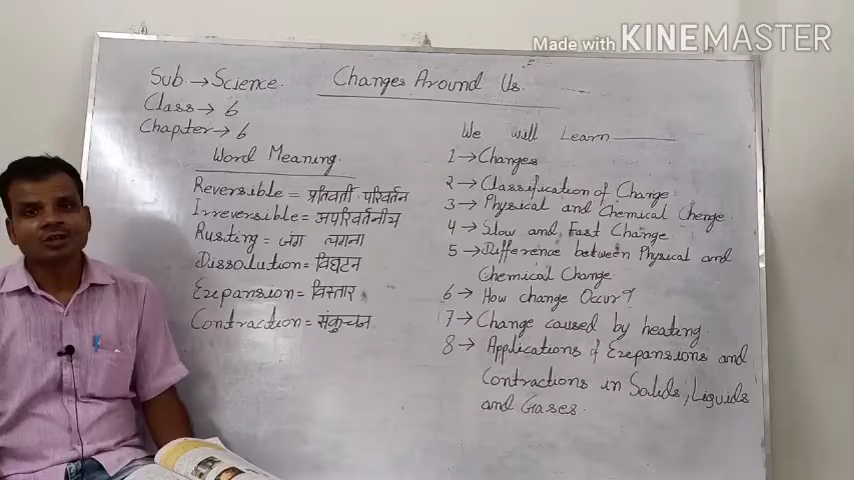 Made with KINEMASTER
Sub. → Science.
Changes Around Us.
Class → 6
Chapter → 6
Word Meaning.
Reversible = प्रतिवर्ती परिवर्तन
Irreversible = अपरिवर्तनीय
Rusting = जंग लगना
Dissolution = विघटन
Expansion = विस्तार
Contraction = संकुचन
We will Learn
1 → Changes
2 → Classification of Change.
3 → Physical and Chemical Change.
4 → Slow and Fast Change.
5 → Difference between Physical and
Chemical Change.
6 → How change Occur?
7 → Change caused by heating.
8 → Applications of Expansions and
Contractions in Solids, Liquids
and Gases.